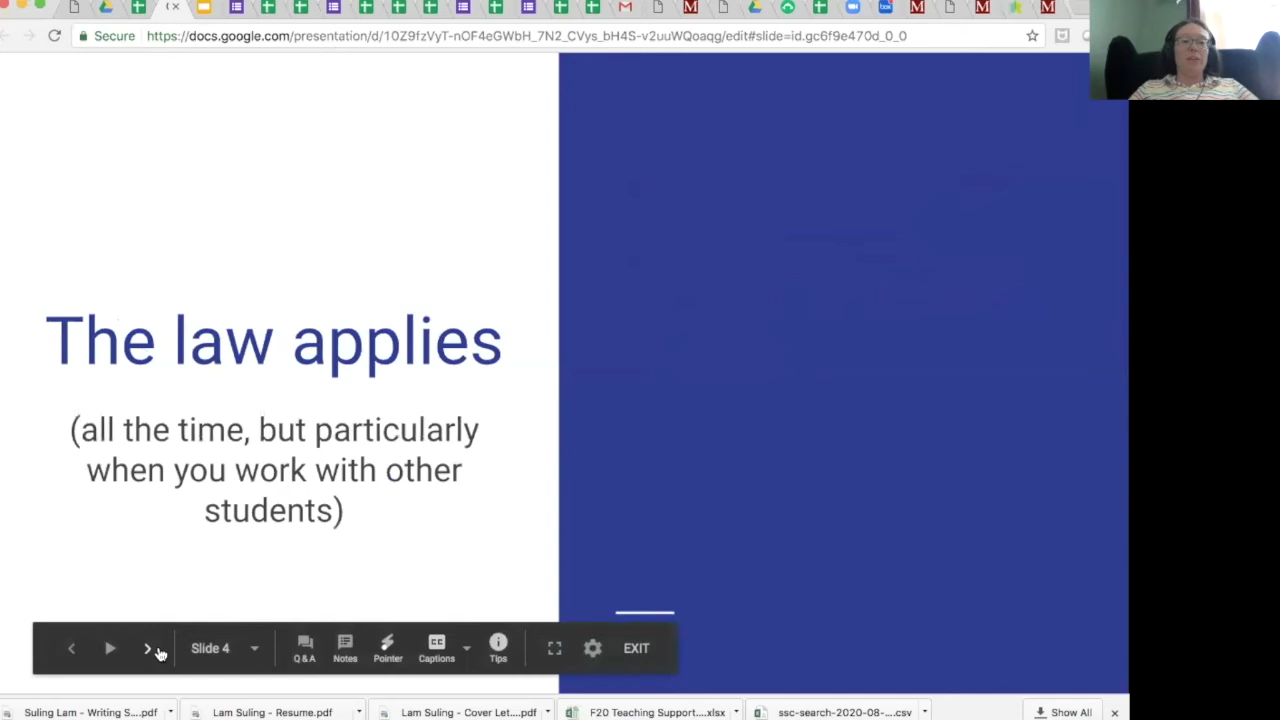 Secure
https://docs.google.com/presentation/d/10Z9fzVyT-nOF4eGWbH_7N2_CVys_bH4S-v2uuWQoaqg/edit#slide=id.gc6f9e470d_0_0
The law applies
(all the time, but particularly
when you work with other
students)
Slide 4
Q & A
Notes
Pointer
CC
Captions
Tips
EXIT
Suling Lam - Writing S....pdf
Lam Suling - Resume.pdf
Lam Suling - Cover Let....pdf
F20 Teaching Support....xlsx
ssc-search-2020-08-....csv
Show All